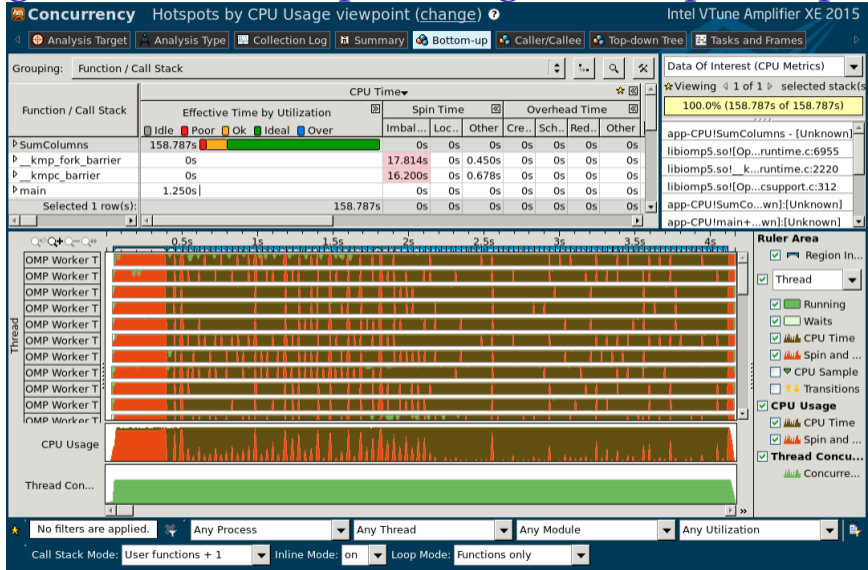 Concurrency Hotspots by CPU Usage viewpoint (change) ? Intel VTune Amplifier XE 2015
Analysis Target Analysis Type Collection Log Summary Bottom-up Caller/Callee Top-down Tree Tasks and Frames
Grouping: Function / Call Stack
Data Of Interest (CPU Metrics)
Viewing 1 of 1 selected stack(s
100.0% (158.787s of 158.787s)
app-CPU!SumColumns - [Unknown]
libiomp5.so![Op...runtime.c:6955
libiomp5.so!__k...runtime.c:2220
libiomp5.so![Op...csupport.c:312
app-CPU!SumCo...wn]:[Unknown]
app-CPU!main+...wn]:[Unknown]
Function / Call Stack
CPU Time
Effective Time by Utilization Spin Time Overhead Time
Idle Poor Ok Ideal Over Imbal... Loc... Other Cre... Sch... Red... Other
SumColumns 158.787s 0s 0s 0s 0s 0s 0s 0s
__kmp_fork_barrier 0s 17.814s 0s 0.450s 0s 0s 0s 0s
__kmpc_barrier 0s 16.200s 0s 0.678s 0s 0s 0s 0s
main 1.250s 0s 0s 0s 0s 0s 0s 0s
Selected 1 row(s): 158.787s 0s 0s 0s 0s 0s 0s 0s
0.5s 1s 1.5s 2s 2.5s 3s 3.5s 4s
Thread
OMP Worker T
OMP Worker T
OMP Worker T
OMP Worker T
OMP Worker T
OMP Worker T
OMP Worker T
OMP Worker T
OMP Worker T
OMP Worker T
CPU Usage
Thread Con...
Ruler Area
Region In...
Thread
Running
Waits
CPU Time
Spin and ...
CPU Sample
Transitions
CPU Usage
CPU Time
Spin and ...
Thread Concu...
Concurre...
No filters are applied. Any Process Any Thread Any Module Any Utilization
Call Stack Mode: User functions + 1 Inline Mode: on Loop Mode: Functions only